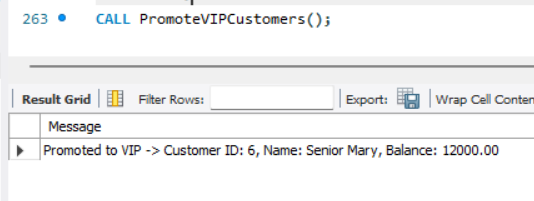 263 CALL PromoteVIPCustomers();
Result Grid Filter Rows: Export: Wrap Cell Conten
Message
Promoted to VIP -> Customer ID: 6, Name: Senior Mary, Balance: 12000.00